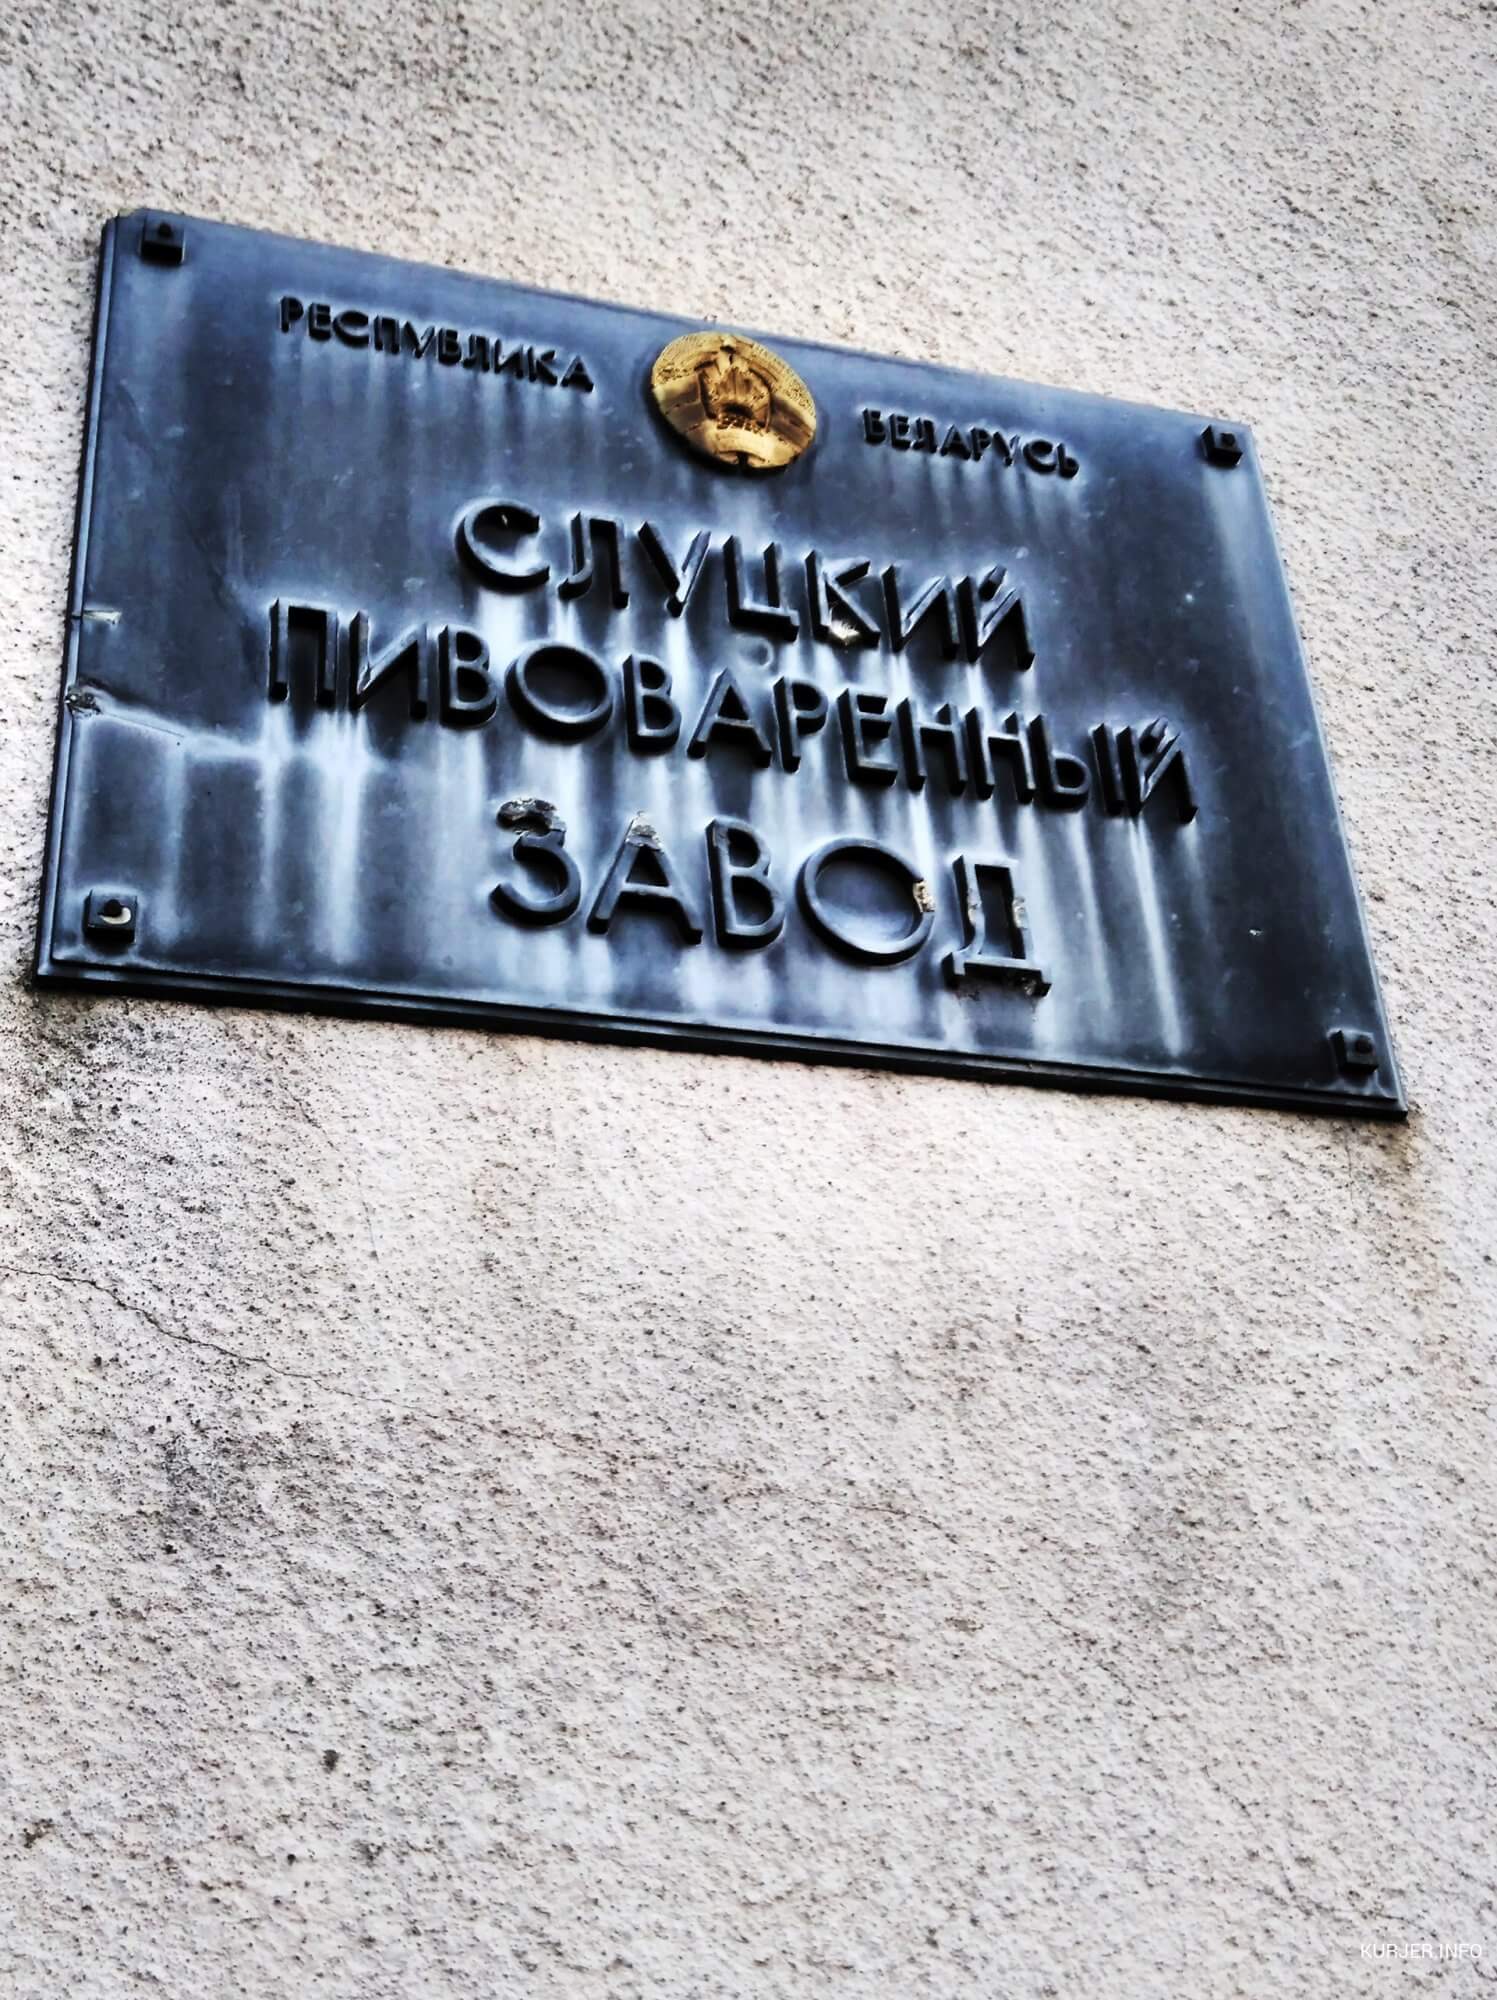 РЕСПУБЛИКА БЕЛАРУСЬ
СЛУЦКИЙ
ПИВОВАРЕННЫЙ
ЗАВОД
KURJER.INFO